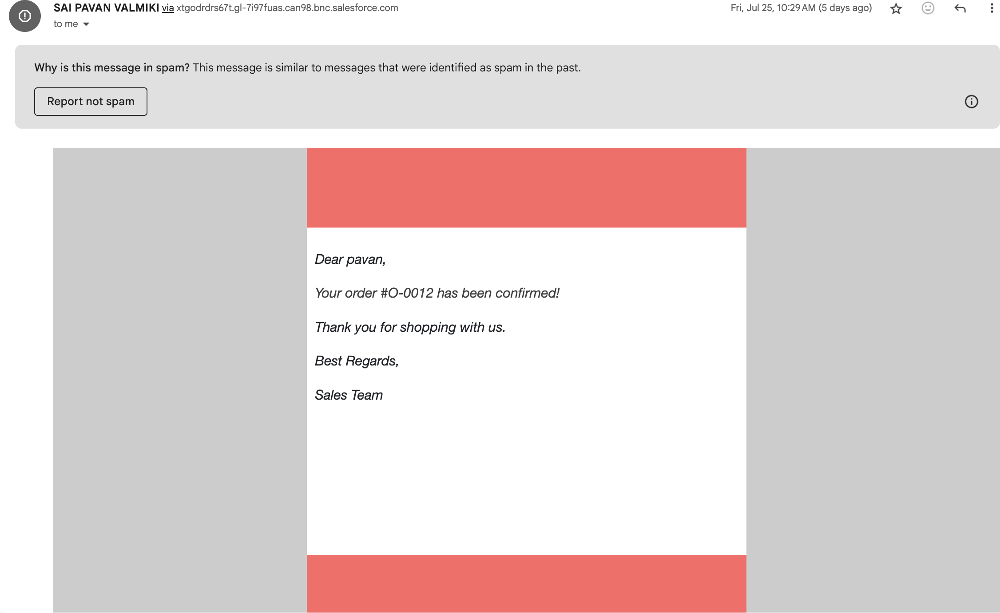 SAI PAVAN VALMIKI via xtgodrdrs67t.gl-7i97fuas.can98.bnc.salesforce.com
Fri, Jul 25, 10:29 AM (5 days ago)
to me
Why is this message in spam? This message is similar to messages that were identified as spam in the past.
Report not spam
Dear pavan,
Your order #O-0012 has been confirmed!
Thank you for shopping with us.
Best Regards,
Sales Team